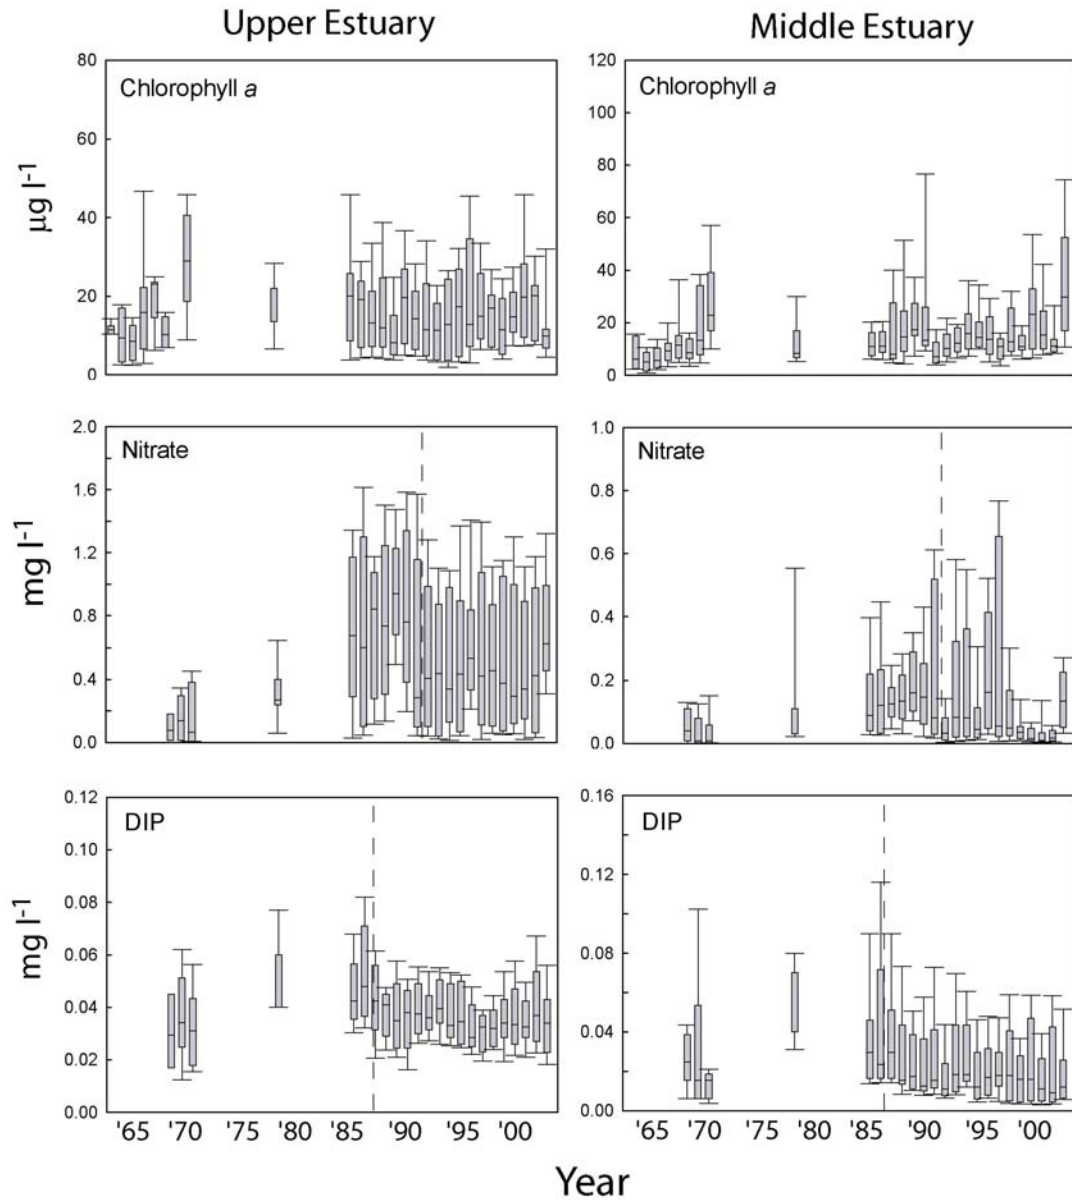 Upper Estuary
Middle Estuary
80
60
40
20
0
Chlorophyll a
µg l-1
120
100
80
60
40
20
0
Chlorophyll a
2.0
1.6
1.2
0.8
0.4
0.0
Nitrate
mg l-1
1.0
0.8
0.6
0.4
0.2
0.0
Nitrate
0.12
0.10
0.08
0.06
0.04
0.02
0.00
DIP
mg l-1
0.16
0.12
0.08
0.04
0.00
DIP
'65 '70 '75 '80 '85 '90 '95 '00
'65 '70 '75 '80 '85 '90 '95 '00
Year